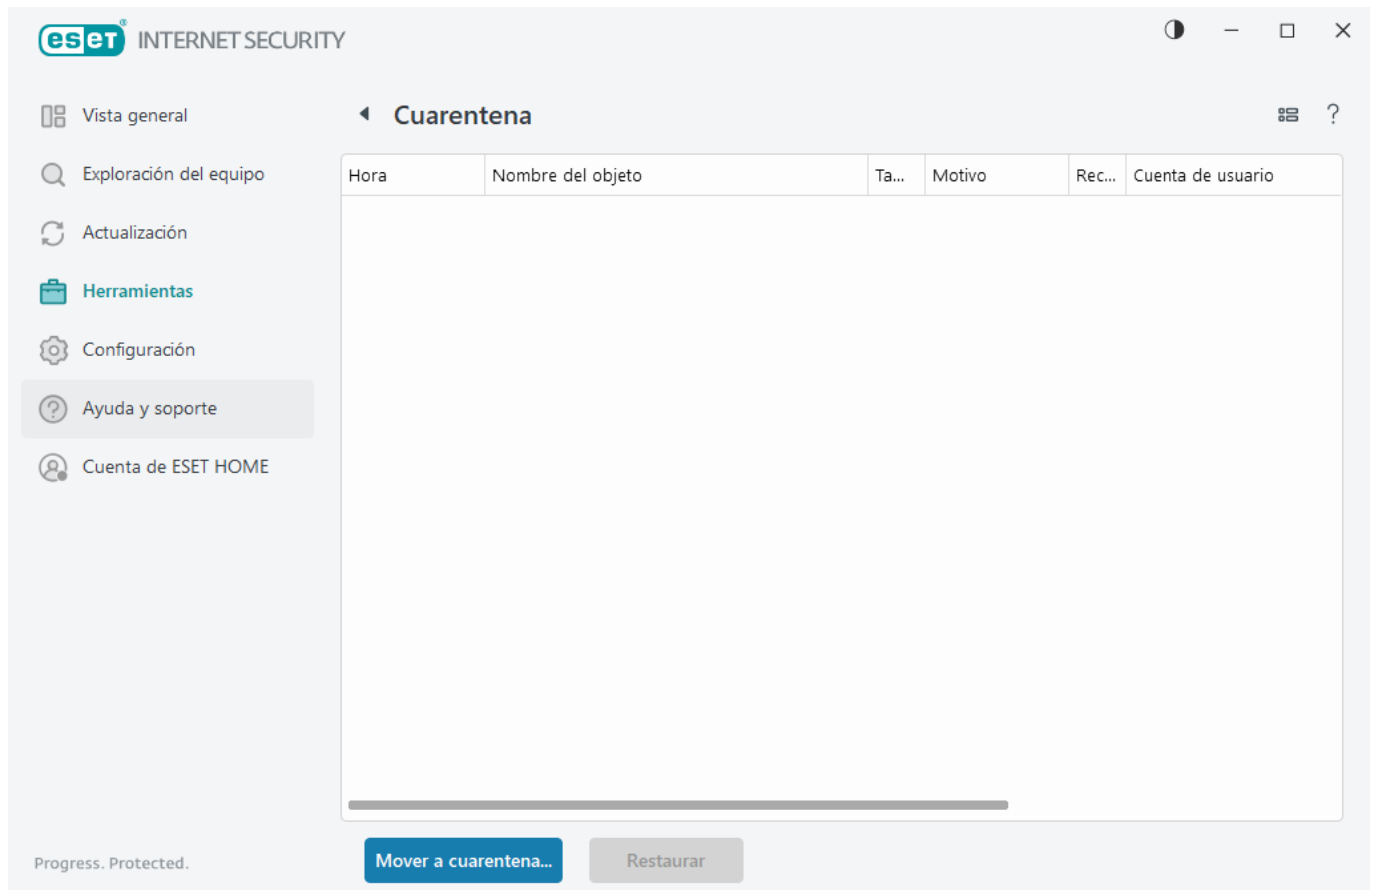 eset® INTERNET SECURITY
Vista general
Exploración del equipo
Actualización
Herramientas
Configuración
Ayuda y soporte
Cuenta de ESET HOME
Progress. Protected.
Cuarentena
?
Hora Nombre del objeto Ta... Motivo Rec... Cuenta de usuario
Mover a cuarentena... Restaurar